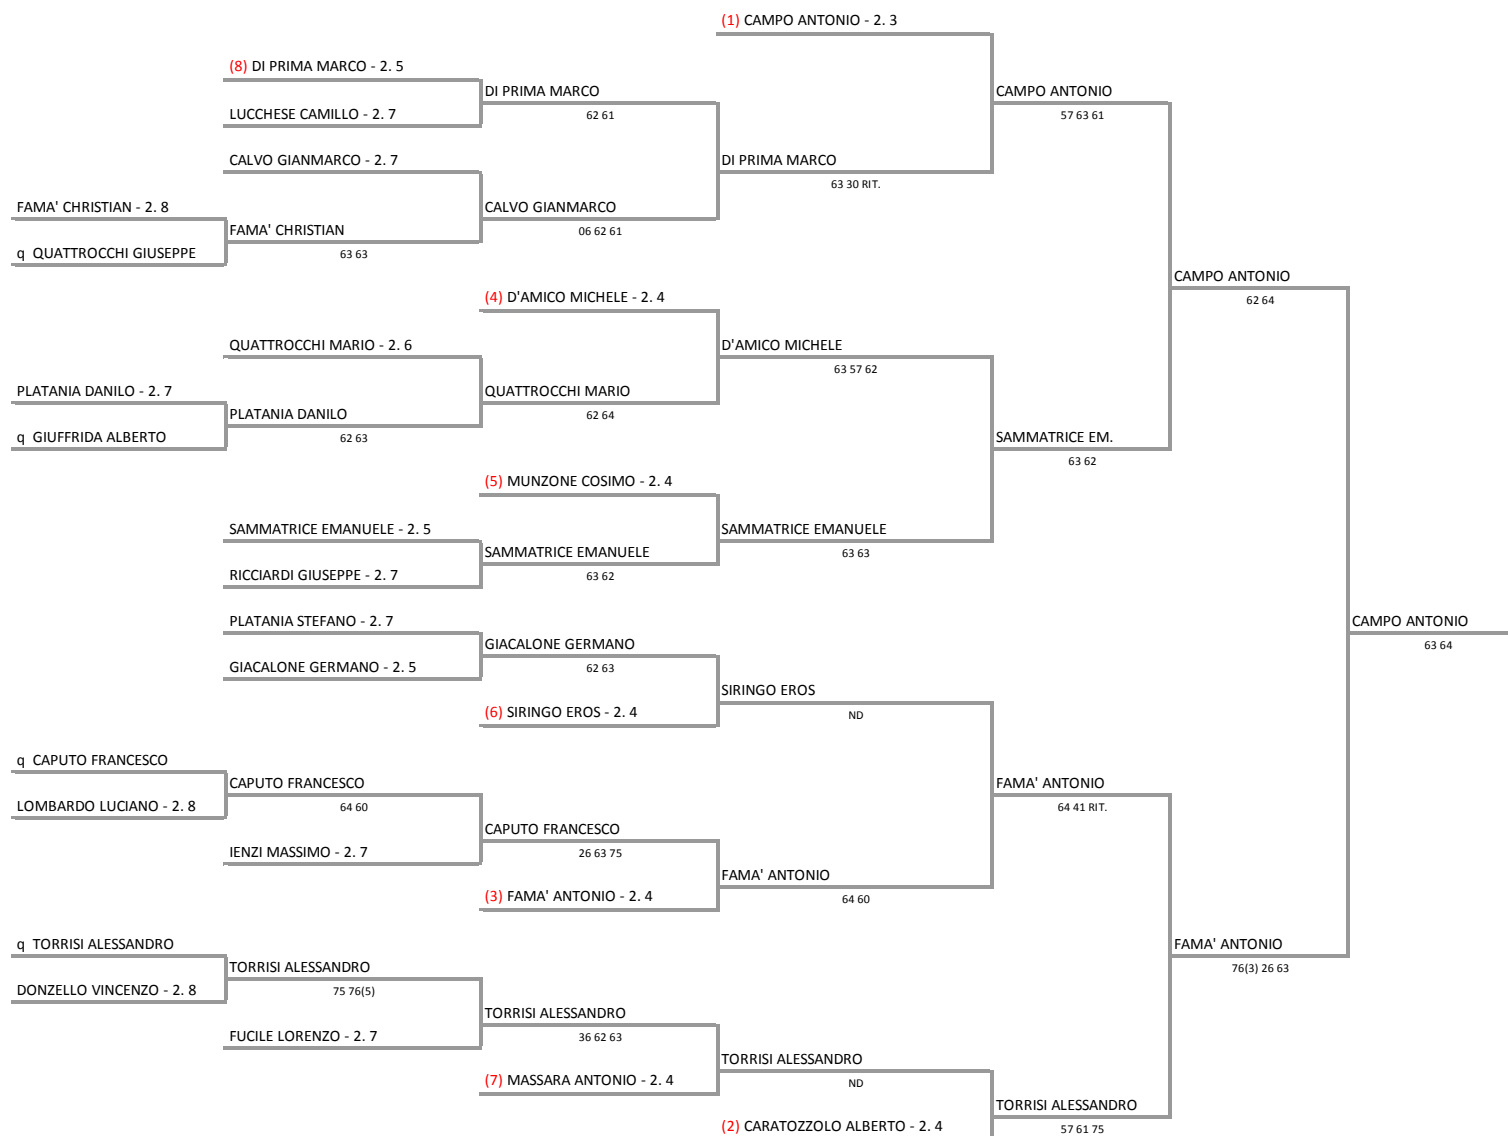 (1) CAMPO ANTONIO - 2. 3
(8) DI PRIMA MARCO - 2. 5
DI PRIMA MARCO
CAMPO ANTONIO
LUCCHESE CAMILLO - 2. 7
62 61
57 63 61
CALVO GIANMARCO - 2. 7
DI PRIMA MARCO
63 30 RIT.
FAMA' CHRISTIAN - 2. 8
CALVO GIANMARCO
FAMA' CHRISTIAN
06 62 61
q QUATTROCCHI GIUSEPPE
63 63
CAMPO ANTONIO
(4) D'AMICO MICHELE - 2. 4
62 64
QUATTROCCHI MARIO - 2. 6
D'AMICO MICHELE
63 57 62
PLATANIA DANILO - 2. 7
QUATTROCCHI MARIO
PLATANIA DANILO
62 64
q GIUFFRIDA ALBERTO
62 63
SAMMATRICE EM.
63 62
(5) MUNZONE COSIMO - 2. 4
SAMMATRICE EMANUELE - 2. 5
SAMMATRICE EMANUELE
SAMMATRICE EMANUELE
63 63
RICCIARDI GIUSEPPE - 2. 7
63 62
PLATANIA STEFANO - 2. 7
CAMPO ANTONIO
GIACALONE GERMANO
63 64
GIACALONE GERMANO - 2. 5
62 63
SIRINGO EROS
(6) SIRINGO EROS - 2. 4
ND
q CAPUTO FRANCESCO
CAPUTO FRANCESCO
FAMA' ANTONIO
LOMBARDO LUCIANO - 2. 8
64 60
64 41 RIT.
CAPUTO FRANCESCO
IENZI MASSIMO - 2. 7
26 63 75
FAMA' ANTONIO
(3) FAMA' ANTONIO - 2. 4
64 60
q TORRISI ALESSANDRO
FAMA' ANTONIO
TORRISI ALESSANDRO
76(3) 26 63
DONZELLO VINCENZO - 2. 8
75 76(5)
TORRISI ALESSANDRO
FUCILE LORENZO - 2. 7
36 62 63
TORRISI ALESSANDRO
(7) MASSARA ANTONIO - 2. 4
ND
TORRISI ALESSANDRO
(2) CARATOZZOLO ALBERTO - 2. 4
57 61 75